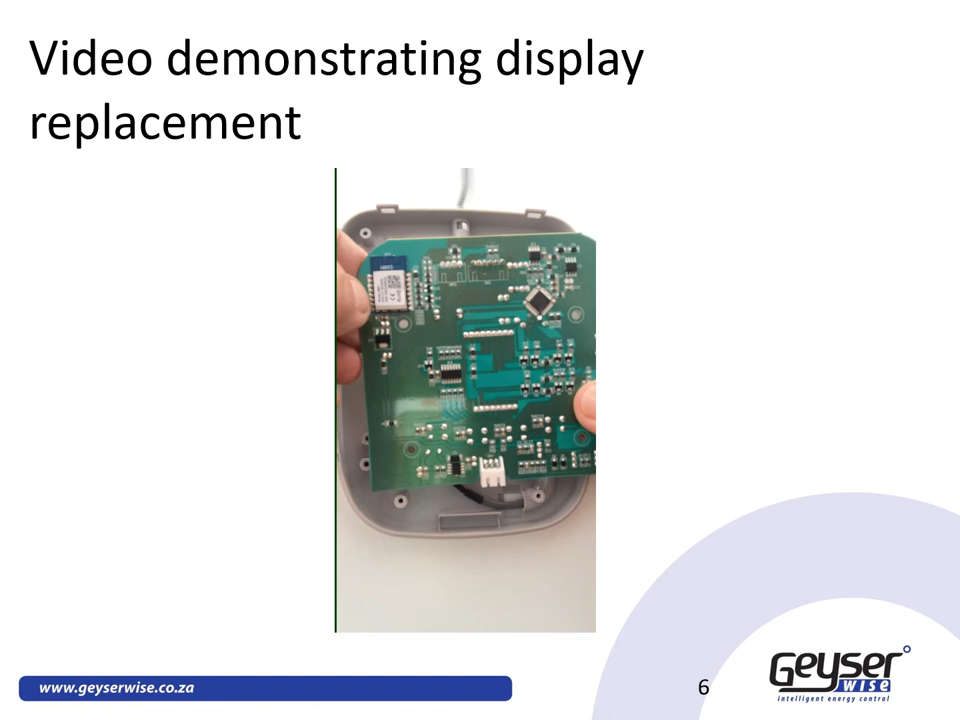 Video demonstrating display
replacement
www.geyserwise.co.za
6
GEYSER
WISE
intelligent energy control